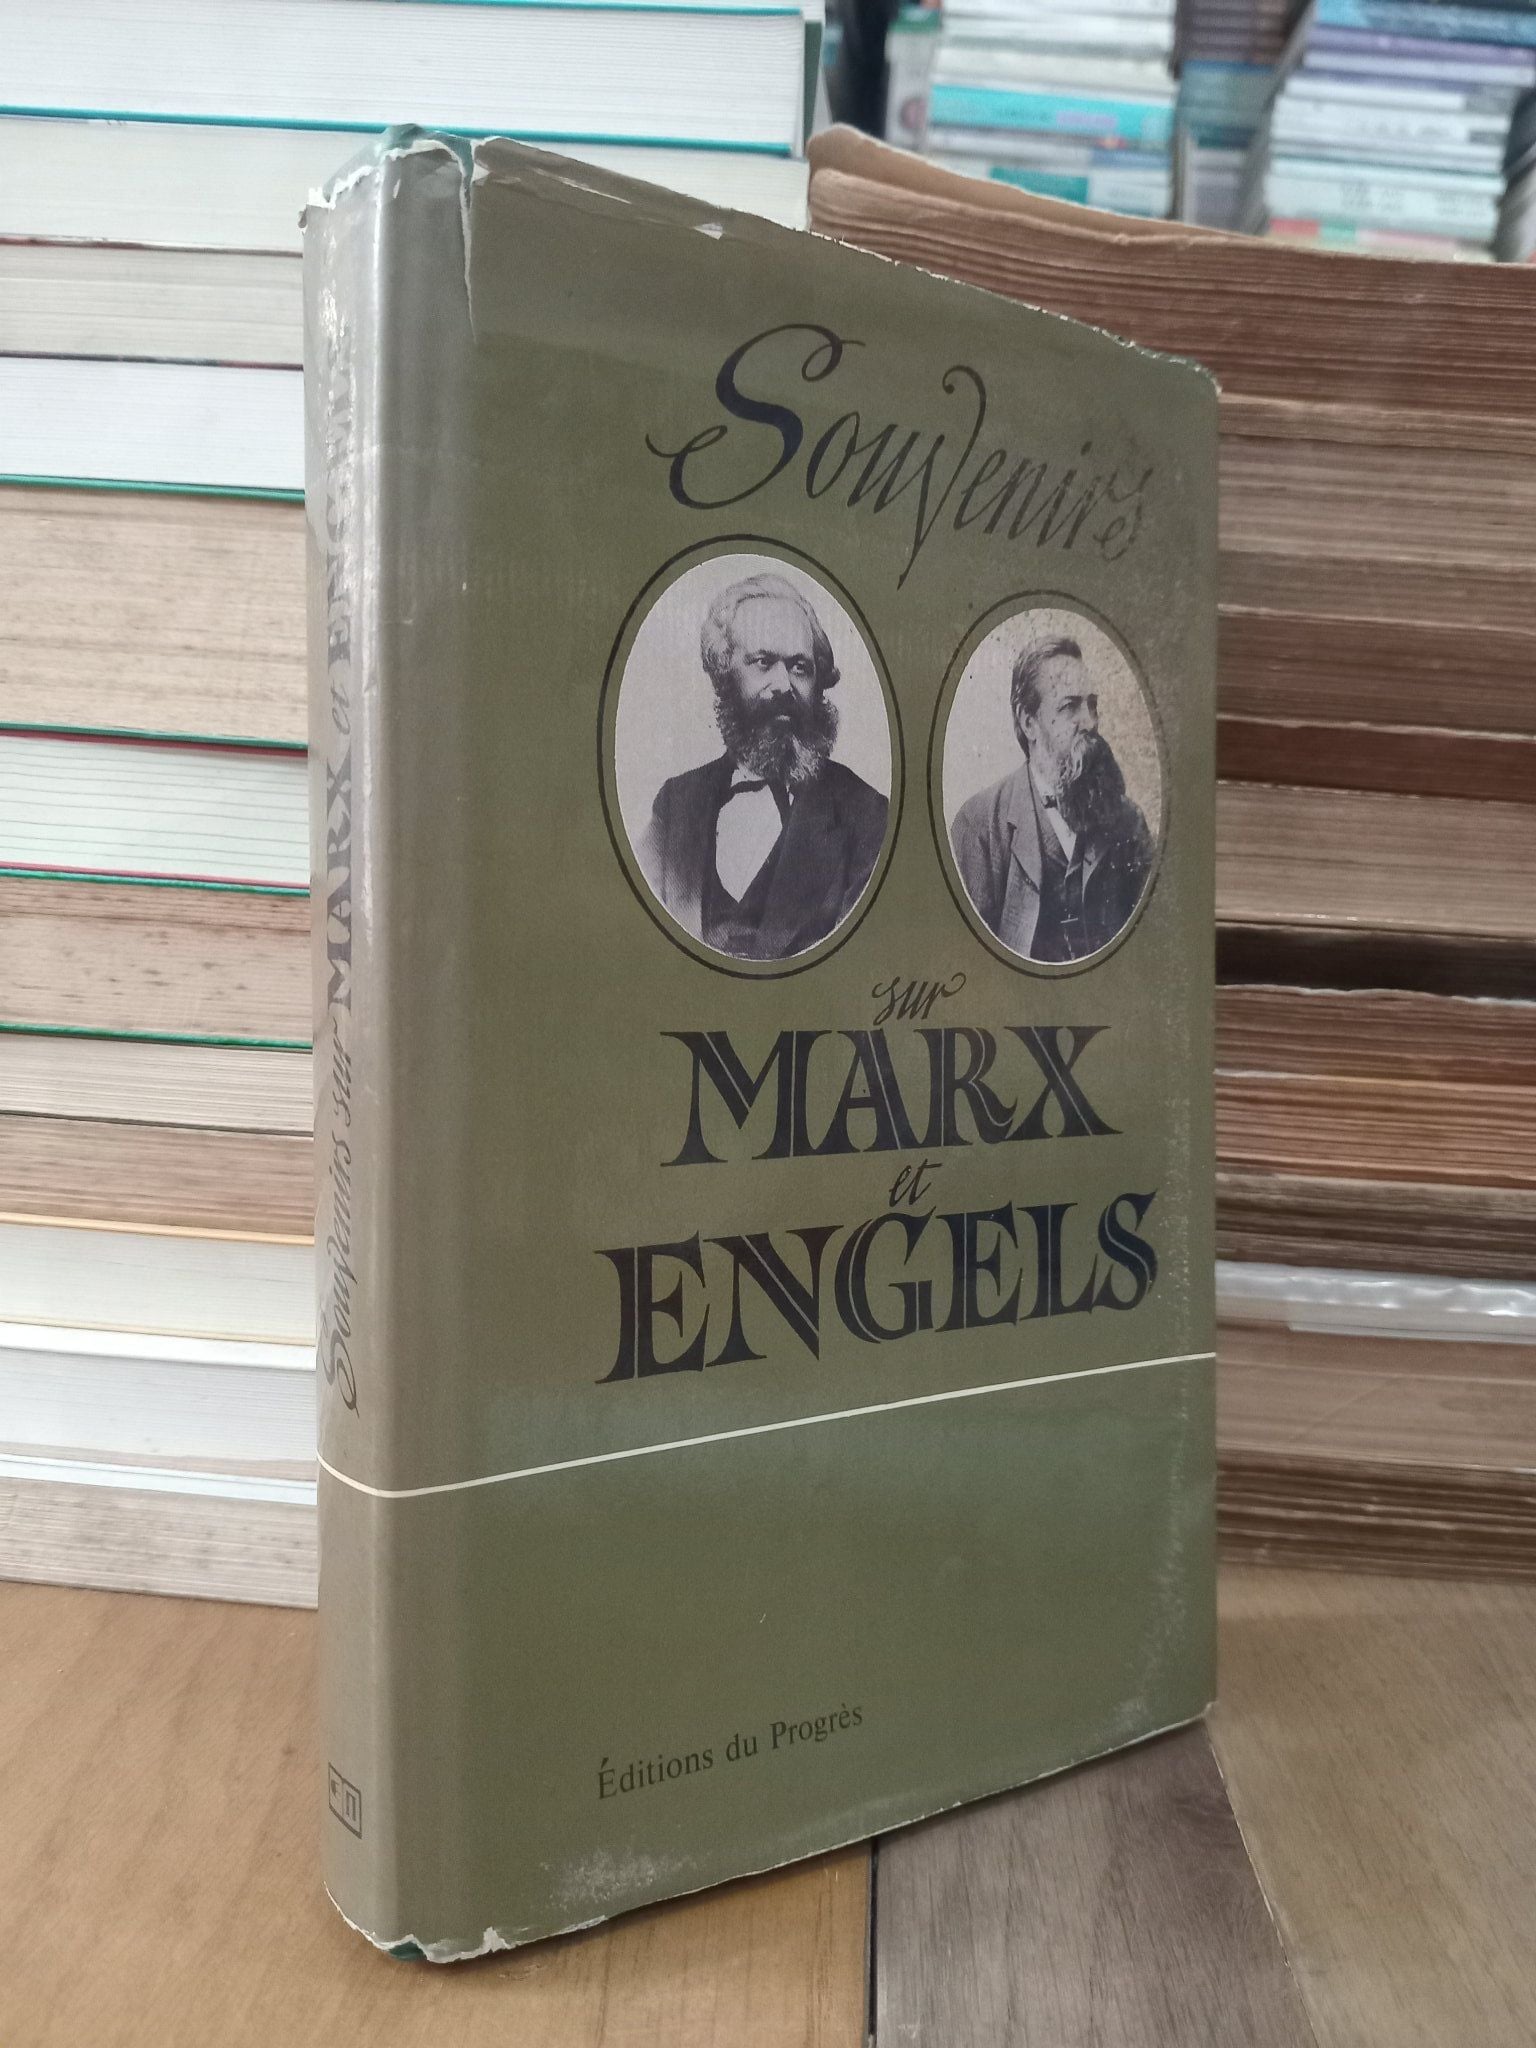 Souvenirs
sur
MARX
et
ENGELS
Éditions du Progrès
Souvenirs sur MARX et ENGELS